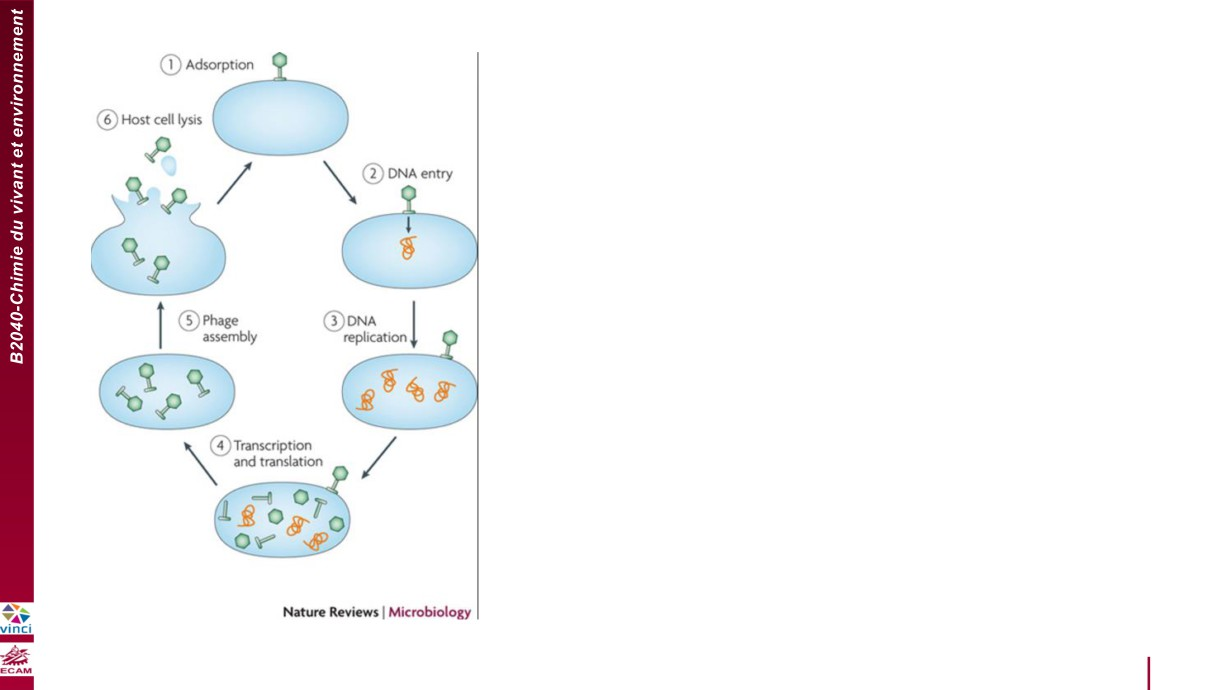 B2040-Chimie du vivant et environnement
1 Adsorption
6 Host cell lysis
2 DNA entry
5 Phage
assembly
3 DNA
replication
4 Transcription
and translation
Nature Reviews | Microbiology
vinci
ECAM